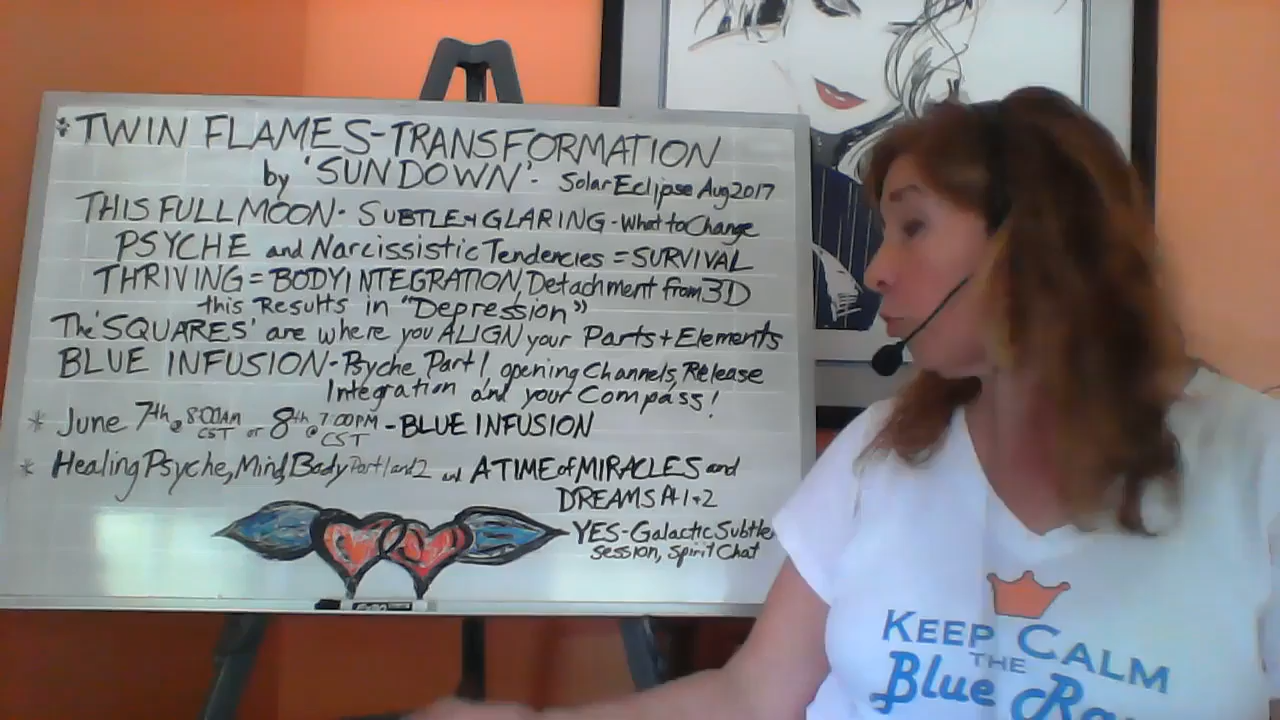 * TWIN FLAMES-TRANSFORMATION
by 'SUNDOWN'- Solar Eclipse Aug 2017
THIS FULL MOON- SUBTLE & GLARING - What to Change
PSYCHE and Narcissistic Tendencies = SURVIVAL
THRIVING = BODY INTEGRATION, Detachment from 3D
this Results in "Depression")
The 'SQUARES' are where you ALIGN your Parts + Elements
BLUE INFUSION-Psyche Part 1, opening Channels, Release
Integration and your Compass!
* June 7th @ 8:00AM CST or 8th @ 7:00PM CST - BLUE INFUSION
* Healing Psyche, Mind, Body Part 1 and 2 and A TIME of MIRACLES and
DREAMS Pt 1+2
YES-Galactic Subtle
session, Spirit Chat
KEEP CALM
THE
Blue Ra